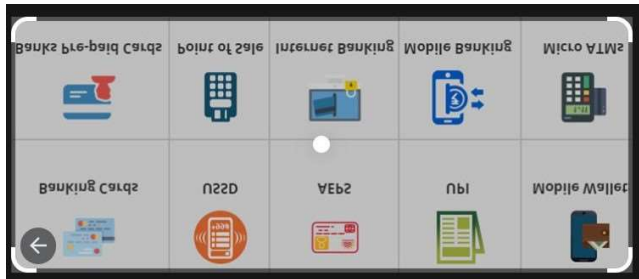 Banks Pre-paid Cards Point of Sale Internet Banking Mobile Banking Micro ATMs
Banking Cards USSD AEPS UPI Mobile Wallet
*99#